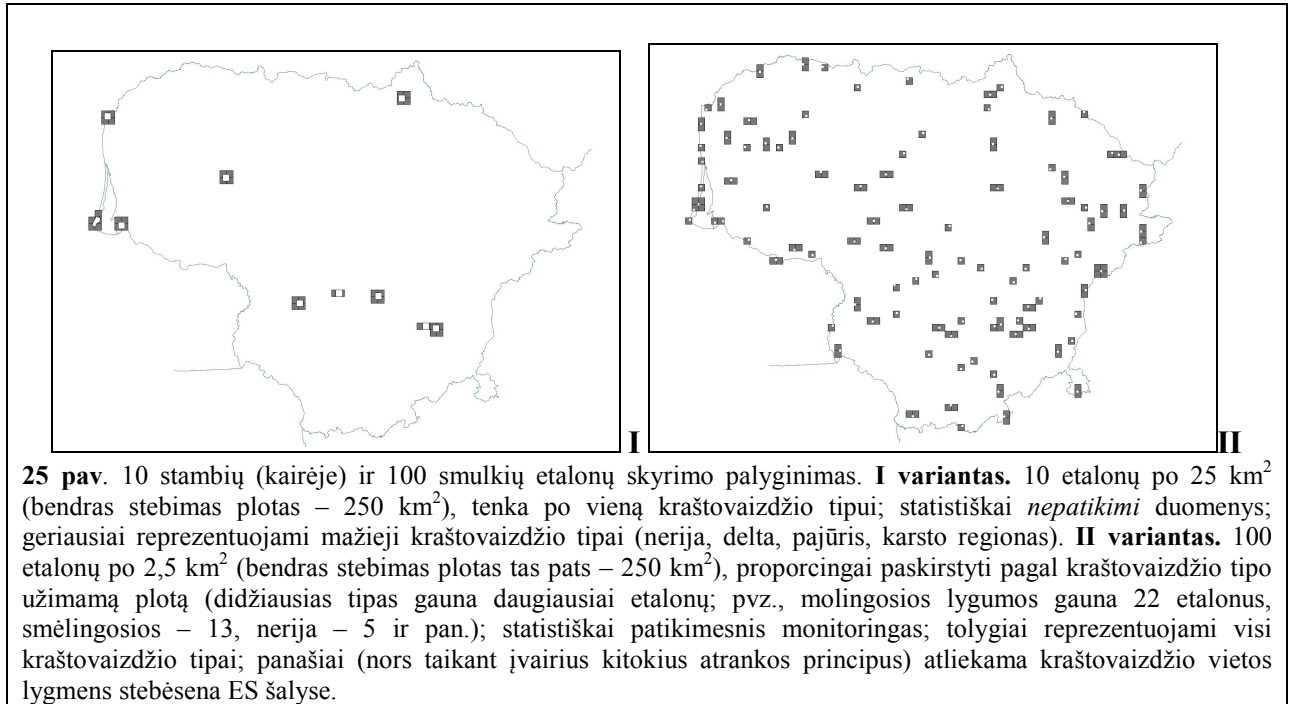 I
II
25 pav. 10 stambių (kairėje) ir 100 smulkių etalonų skyrimo palyginimas. I variantas. 10 etalonų po 25 km²
(bendras stebimas plotas – 250 km²), tenka po vieną kraštovaizdžio tipui; statistiškai nepatikimi duomenys;
geriausiai reprezentuojami mažieji kraštovaizdžio tipai (nerija, delta, pajūris, karsto regionas). II variantas. 100
etalonų po 2,5 km² (bendras stebimas plotas tas pats – 250 km²), proporcingai paskirstyti pagal kraštovaizdžio tipo
užimamą plotą (didžiausias tipas gauna daugiausiai etalonų; pvz., molingosios lygumos gauna 22 etalonus,
smėlingosios – 13, nerija – 5 ir pan.); statistiškai patikimesnis monitoringas; tolygiai reprezentuojami visi
kraštovaizdžio tipai; panašiai (nors taikant įvairius kitokius atrankos principus) atliekama kraštovaizdžio vietos
lygmens stebėsena ES šalyse.